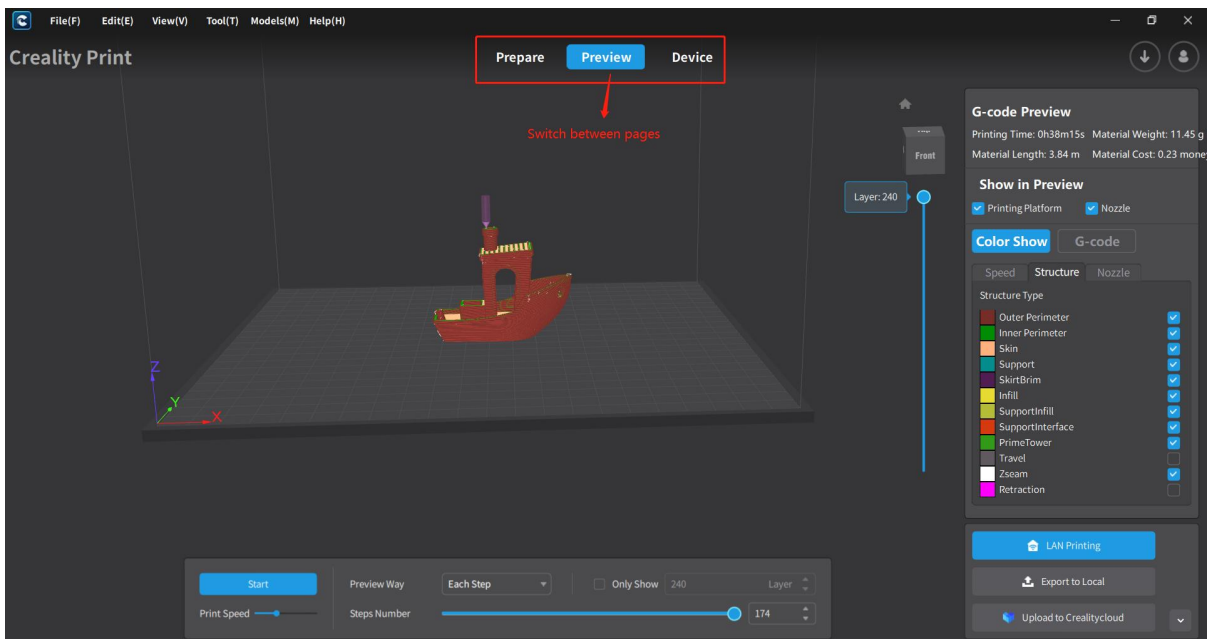 File(F) Edit(E) View(V) Tool(T) Models(M) Help(H)
Creality Print
Prepare Preview Device
Switch between pages
Front
Layer: 240
G-code Preview
Printing Time: 0h38m15s Material Weight: 11.45 g
Material Length: 3.84 m Material Cost: 0.23 mone
Show in Preview
Printing Platform Nozzle
Color Show G-code
Speed Structure Nozzle
Structure Type
Outer Perimeter
Inner Perimeter
Skin
Support
SkirtBrim
Infill
SupportInfill
SupportInterface
PrimeTower
Travel
Zseam
Retraction
Z
Y
X
LAN Printing
Export to Local
Upload to Crealitycloud
Start Preview Way Each Step Only Show 240 Layer
Print Speed Steps Number 174